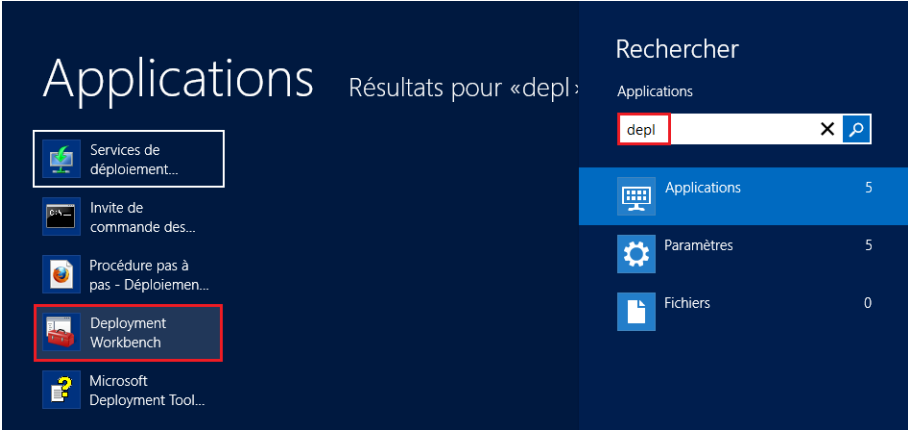 Applications
Résultats pour «depl»
Services de
déploiement...
Invite de
commande des...
Procédure pas à
pas - Déploiemen...
Deployment
Workbench
Microsoft
Deployment Tool...
Rechercher
Applications
depl
Applications 5
Paramètres 5
Fichiers 0